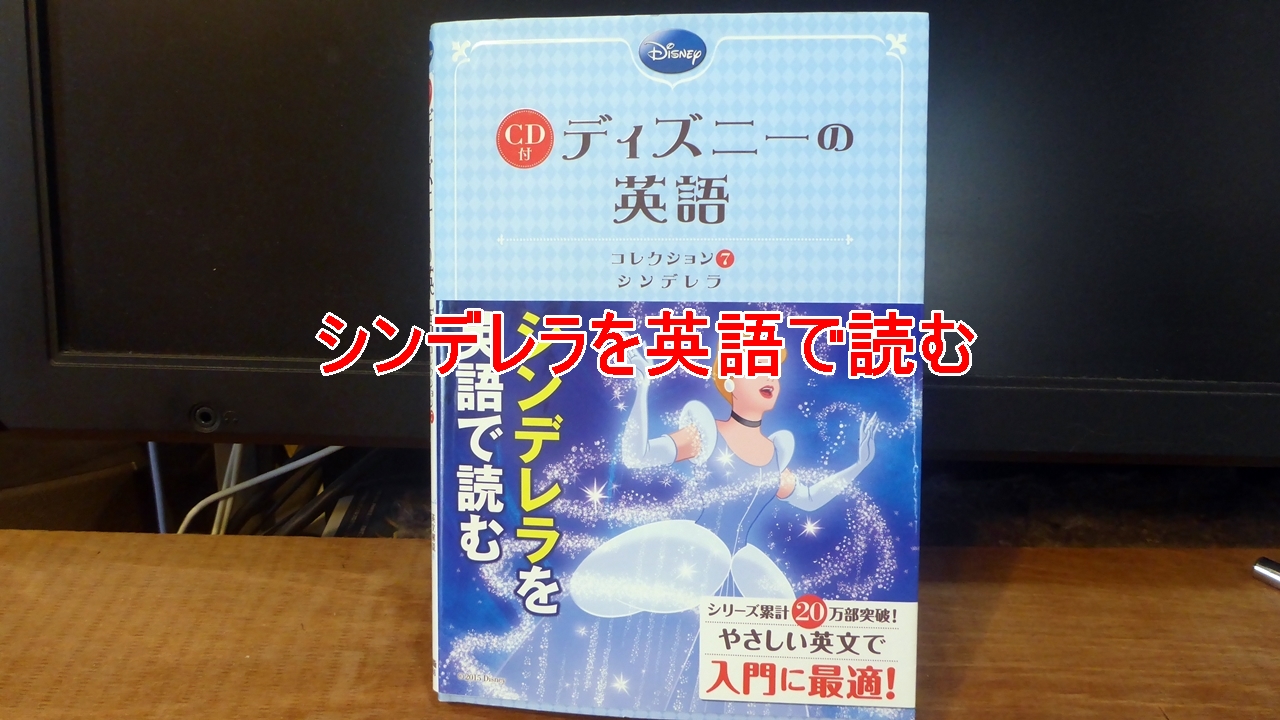 Disney
CD付
ディズニーの
英語
コレクション7
シンデレラ
シンデレラを英語で読む
シンデレラを
英語で読む
シリーズ累計20万部突破！
やさしい英文で
入門に最適！
©2015 Disney